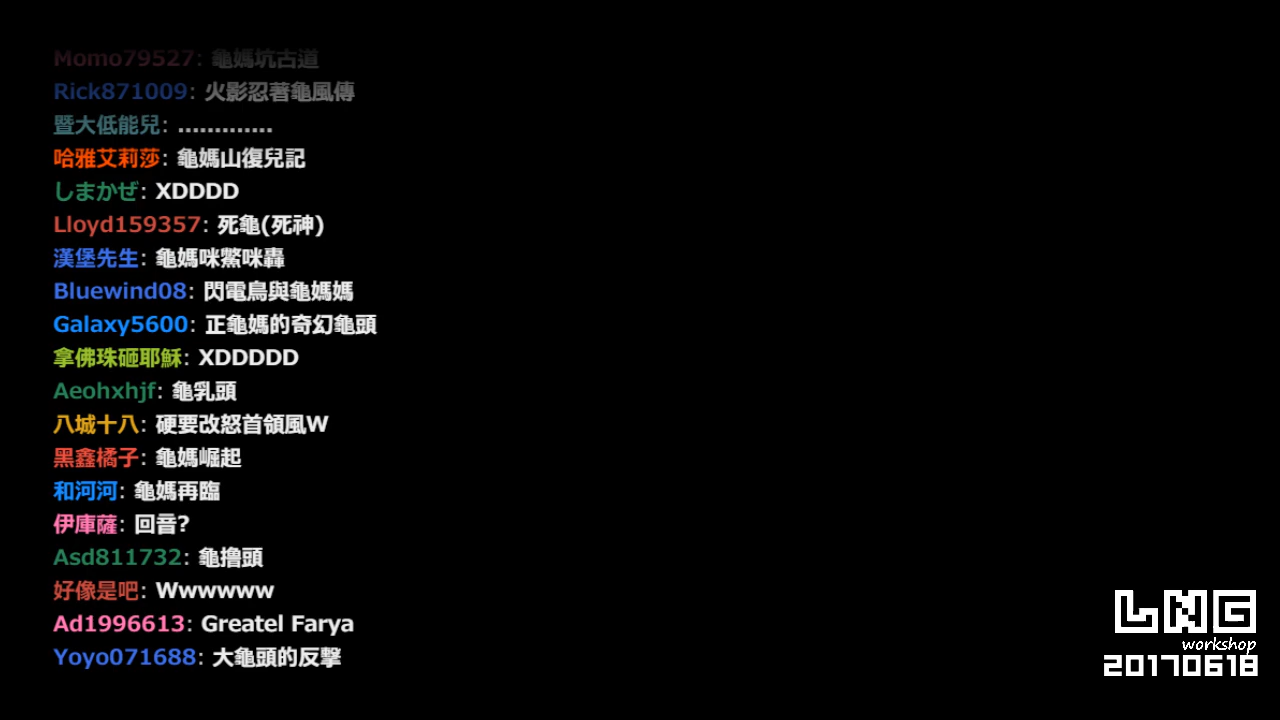 Momo79527: 龜媽坑古道
Rick871009: 火影忍著龜風傳
暨大低能兒: .............
哈雅艾莉莎: 龜媽山復兒記
しまかぜ: XDDDD
Lloyd159357: 死龜(死神)
漢堡先生: 龜媽咪鱉咪轟
Bluewind08: 閃電鳥與龜媽媽
Galaxy5600: 正龜媽的奇幻龜頭
拿佛珠砸耶穌: XDDDDD
Aeohxhjf: 龜乳頭
八城十八: 硬要改怒首領風W
黑鑫橘子: 龜媽崛起
和河河: 龜媽再臨
伊庫薩: 回音?
Asd811732: 龜擼頭
好像是吧: Wwwwww
Ad1996613: Greatel Farya
Yoyo071688: 大龜頭的反擊
LNG
workshop
20170618